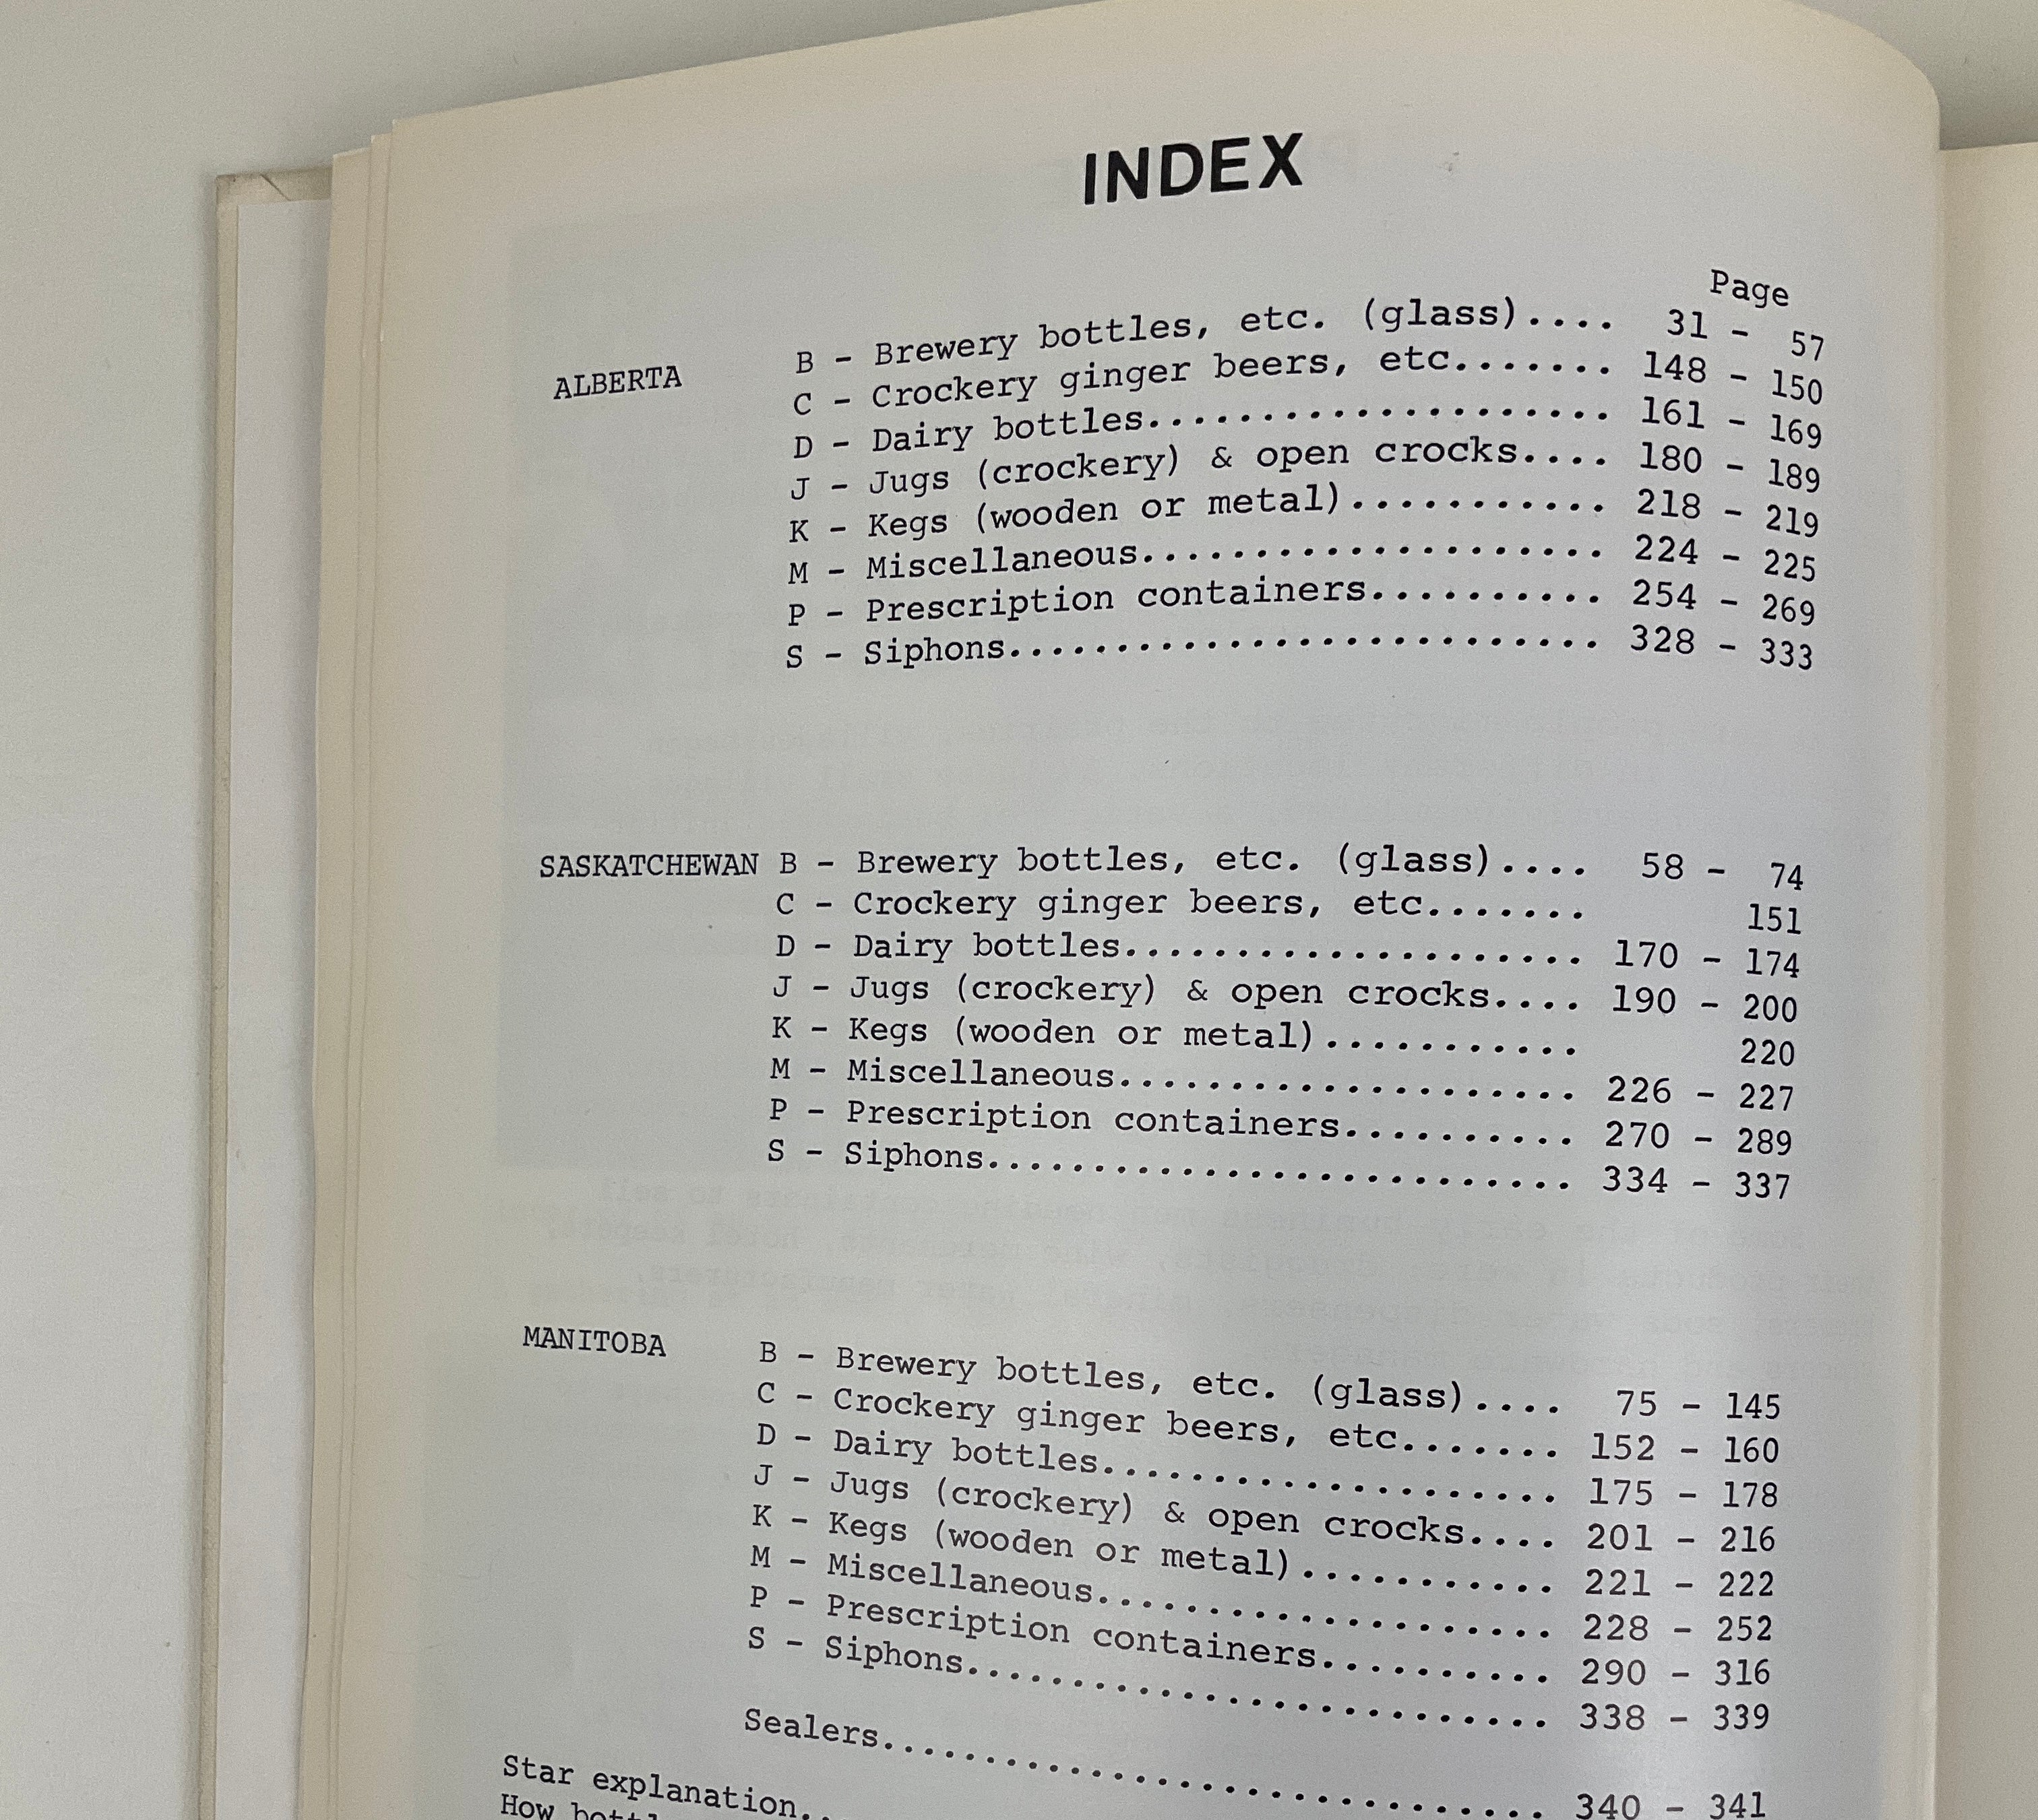 INDEX
Page
ALBERTA B - Brewery bottles, etc. (glass).... 31 - 57
C - Crockery ginger beers, etc....... 148 - 150
D - Dairy bottles.................... 161 - 169
J - Jugs (crockery) & open crocks.... 180 - 189
K - Kegs (wooden or metal)........... 218 - 219
M - Miscellaneous.................... 224 - 225
P - Prescription containers.......... 254 - 269
S - Siphons.......................... 328 - 333
SASKATCHEWAN B - Brewery bottles, etc. (glass).... 58 - 74
C - Crockery ginger beers, etc....... 151
D - Dairy bottles.................... 170 - 174
J - Jugs (crockery) & open crocks.... 190 - 200
K - Kegs (wooden or metal)........... 220
M - Miscellaneous.................... 226 - 227
P - Prescription containers.......... 270 - 289
S - Siphons.......................... 334 - 337
MANITOBA B - Brewery bottles, etc. (glass).... 75 - 145
C - Crockery ginger beers, etc....... 152 - 160
D - Dairy bottles.................... 175 - 178
J - Jugs (crockery) & open crocks.... 201 - 216
K - Kegs (wooden or metal)........... 221 - 222
M - Miscellaneous.................... 228 - 252
P - Prescription containers.......... 290 - 316
S - Siphons.......................... 338 - 339
Sealers.............................. 340 - 341
Star explanation..
How